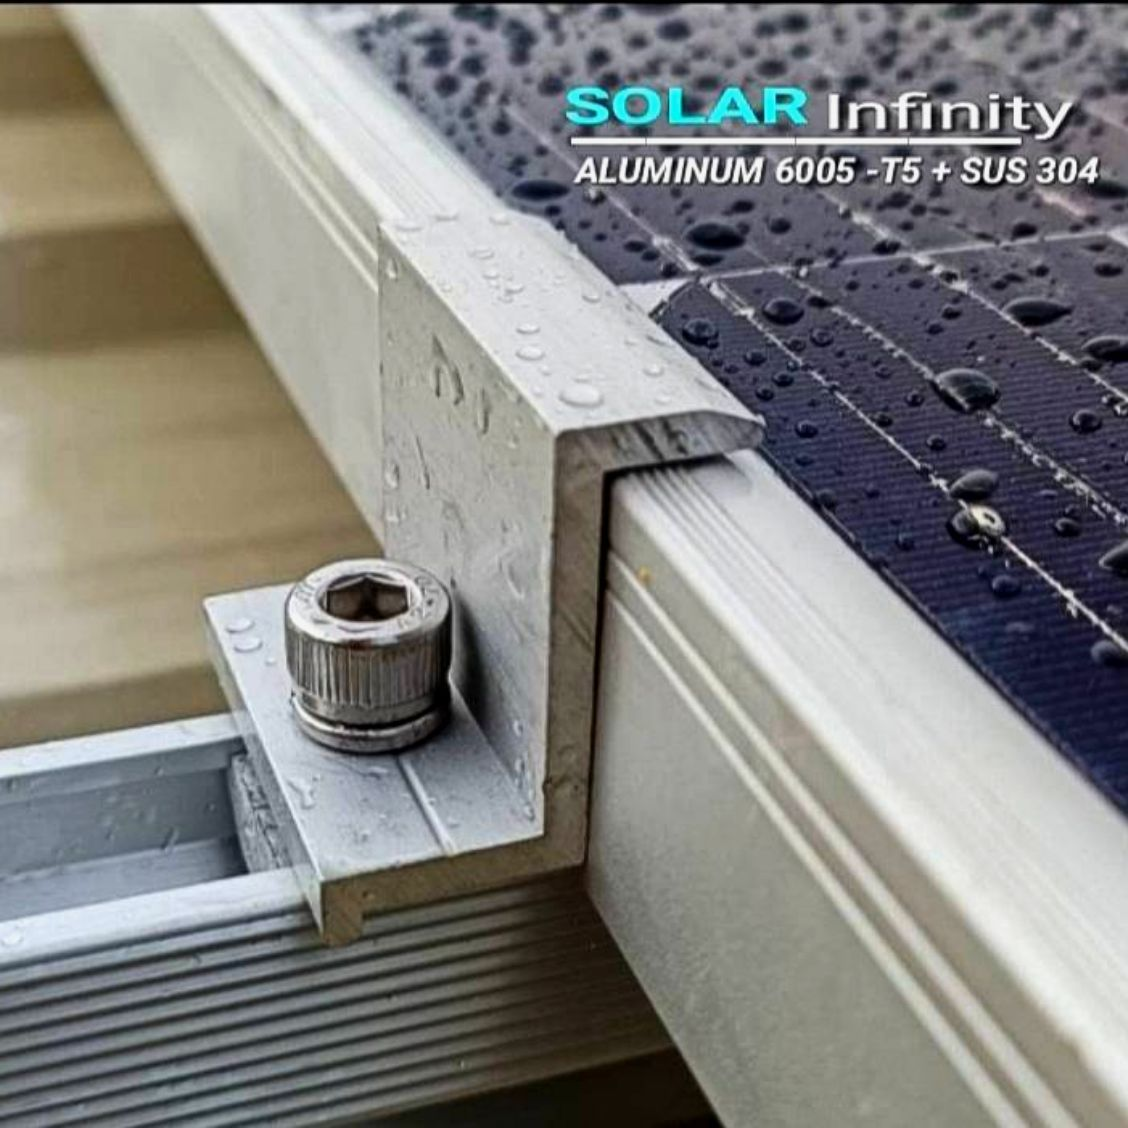 SOLAR Infinity
ALUMINUM 6005 -T5 + SUS 304